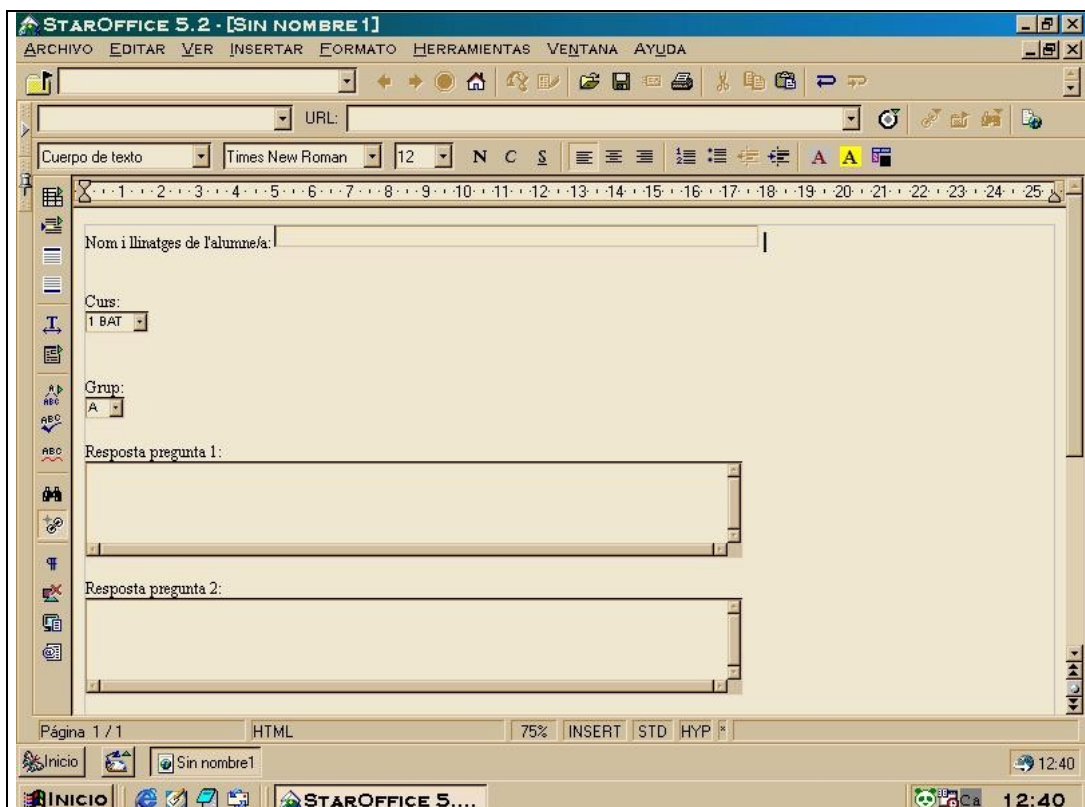 STAROFFICE 5.2 - [SIN NOMBRE1]
ARCHIVO EDITAR VER INSERTAR FORMATO HERRAMIENTAS VENTANA AYUDA
URL:
Cuerpo de texto Times New Roman 12 N C S A A
1 2 3 4 5 6 7 8 9 10 11 12 13 14 15 16 17 18 19 20 21 22 23 24 25
Nom i llinatges de l'alumne/a:
Curs:
1 BAT
Grup:
A
Resposta pregunta 1:
Resposta pregunta 2:
Página 1 / 1 HTML 75% INSERT STD HYP *
Inicio Sin nombre1 12:40
INICIO STAROFFICE 5.... Ca 12:40